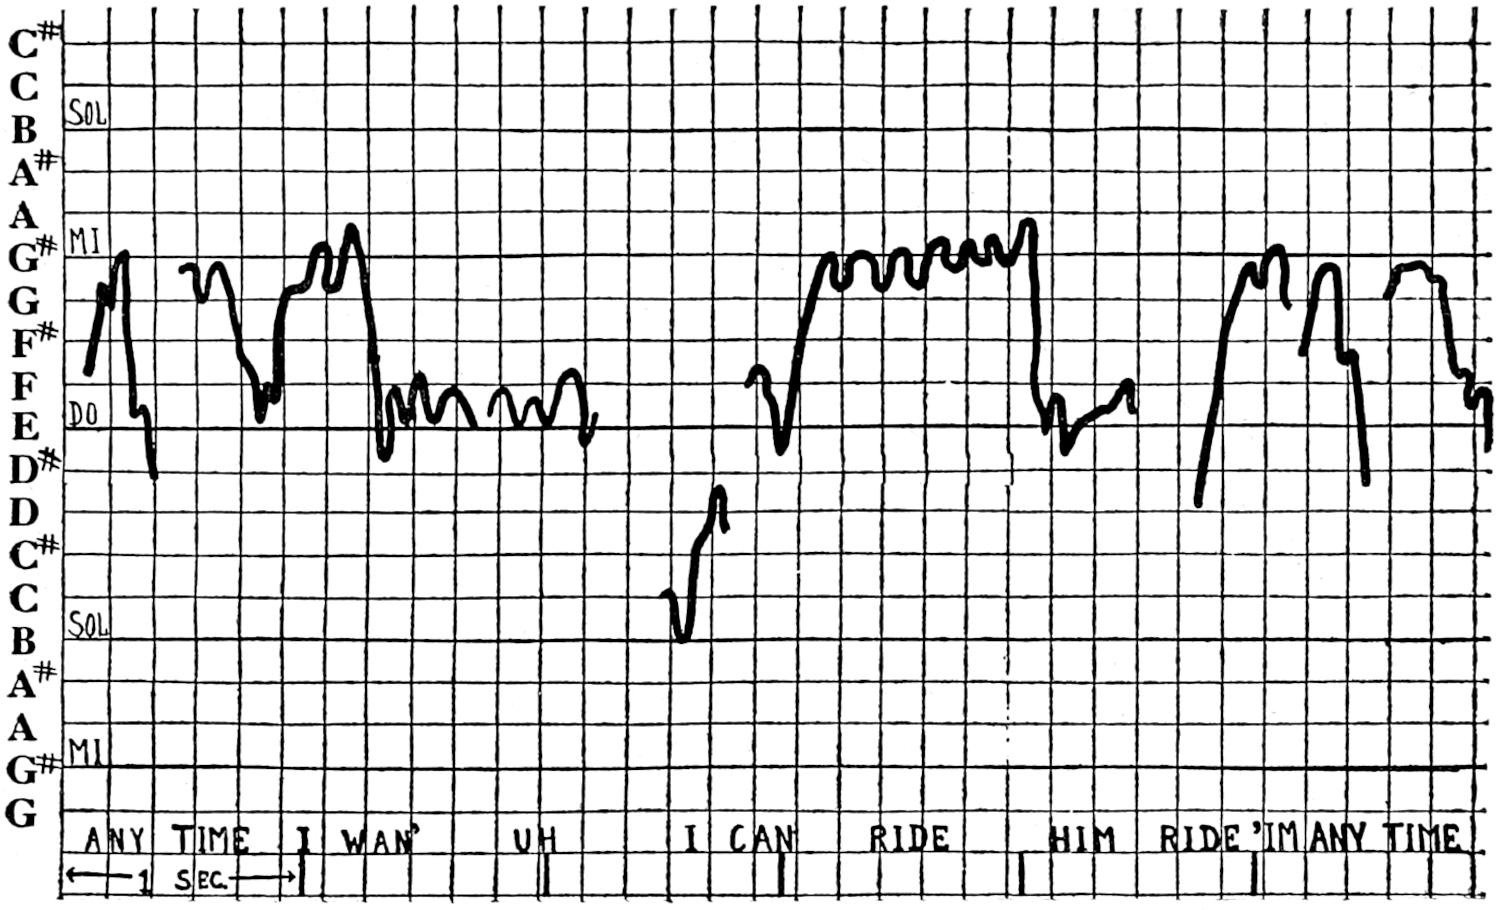 C#
C
SOL
B
A#
A
MI
G#
G
F#
F
DO
E
D#
D
C#
C
SOL
B
A#
A
MI
G#
G
ANY TIME I WAN' UH I CAN RIDE HIM RIDE 'IM ANY TIME
1 SEC.